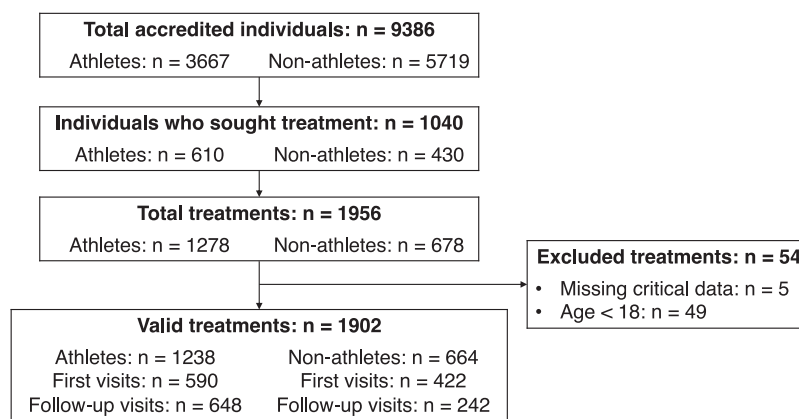 Total accredited individuals: n = 9386
Athletes: n = 3667 Non-athletes: n = 5719
Individuals who sought treatment: n = 1040
Athletes: n = 610 Non-athletes: n = 430
Total treatments: n = 1956
Athletes: n = 1278 Non-athletes: n = 678
Excluded treatments: n = 54
• Missing critical data: n = 5
• Age < 18: n = 49
Valid treatments: n = 1902
Athletes: n = 1238 Non-athletes: n = 664
First visits: n = 590 First visits: n = 422
Follow-up visits: n = 648 Follow-up visits: n = 242